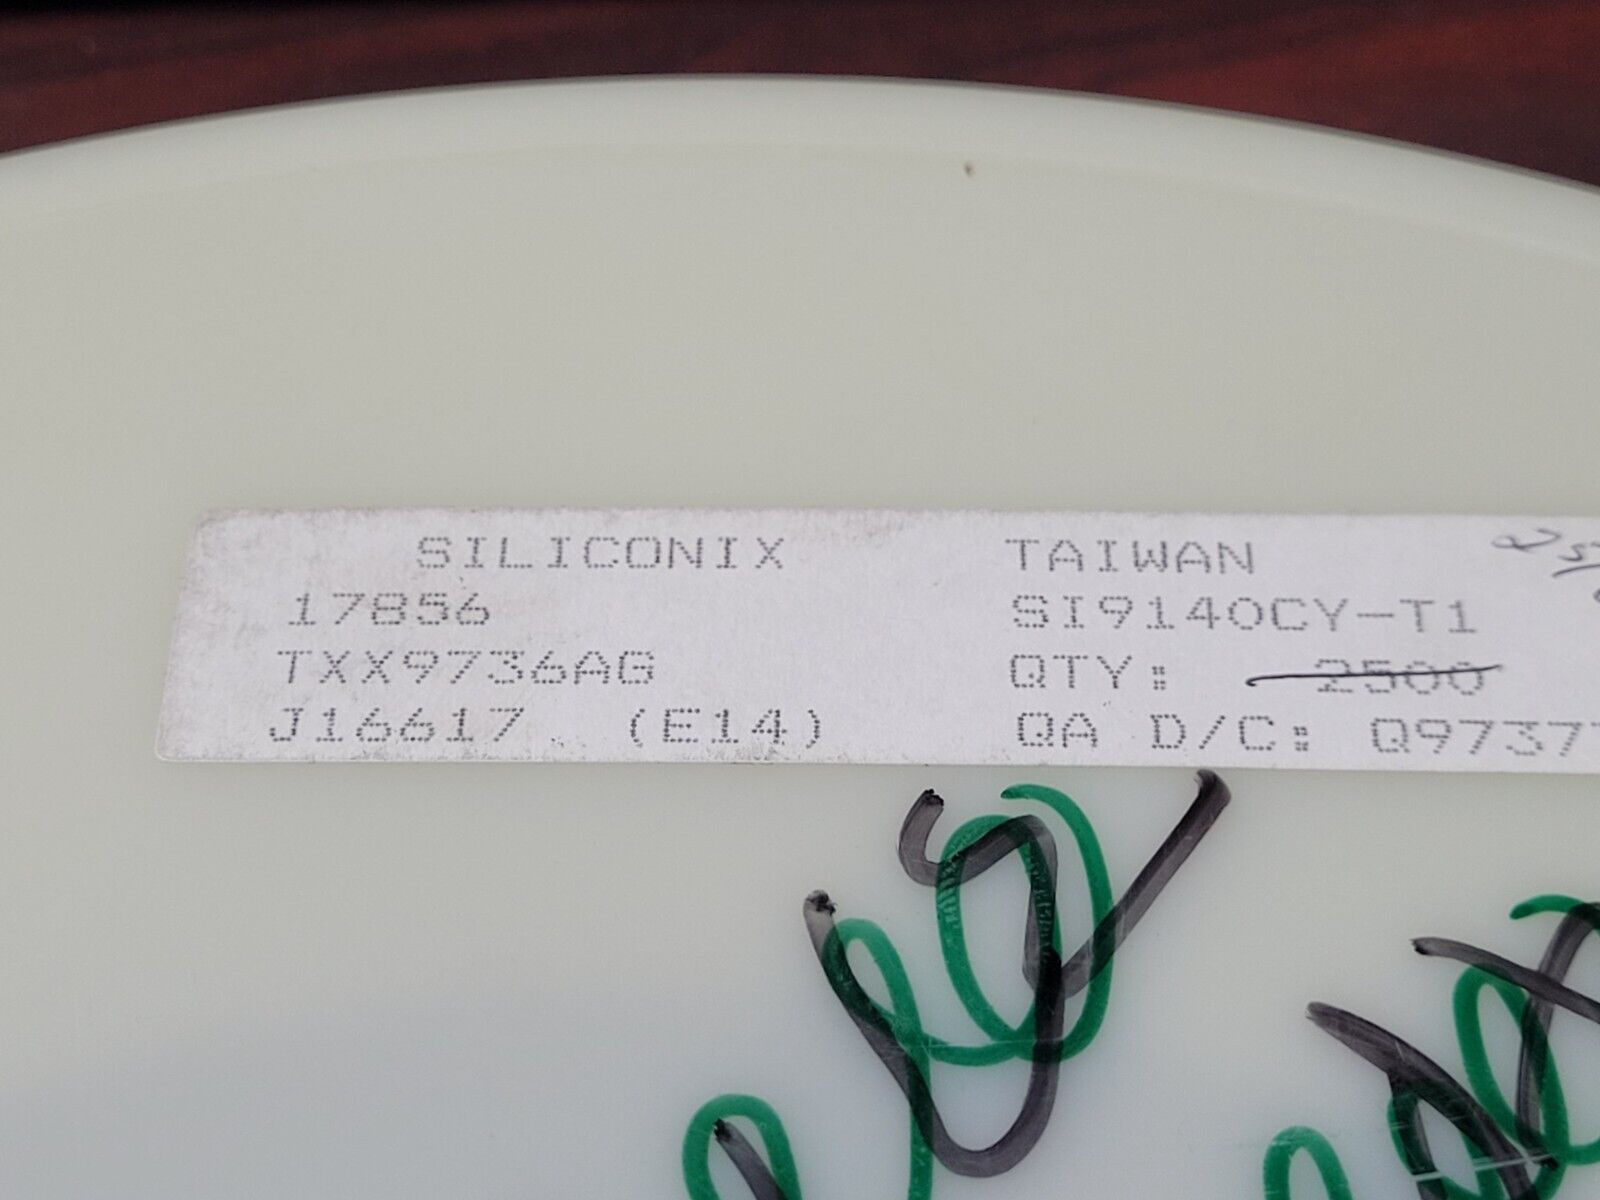 SILICONIX TAIWAN
17856 SI9140CY-T1
TXX9736AG QTY: 2500
J16617 (E14) QA D/C: Q9737